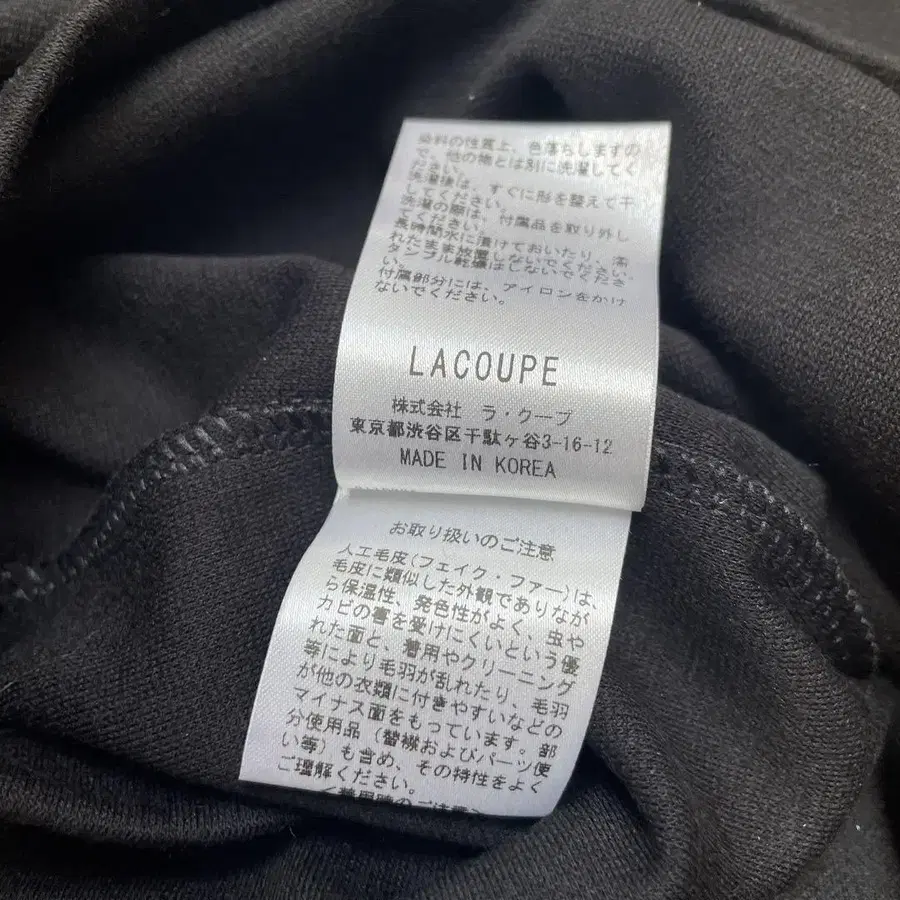 染料の性質上、色落ちしますの
で、他の物とは別に洗濯してく
ださい。
洗濯後は、すぐに形を整えて干
してください。
洗濯の際は、付属品を取り外し
てください。
長時間水に漬けておいたり、濡
れたまま放置しないでください。
タンブル乾燥はしないでくださ
い。
付属部分には、アイロンをかけ
ないでください。
LACOUPE
株式会社 ラ・クープ
東京都渋谷区千駄ヶ谷3-16-12
MADE IN KOREA
お取り扱いのご注意
人工毛皮(フェイク・ファー)は、
毛皮に類似した外観でありなが
ら保温性、発色性がよく、虫や
カビの害を受けにくいという優
れた面と、着用やクリーニング
等により毛羽が乱れたり、毛羽
が他の衣類に付きやすいなどの
マイナス面をもっています。部
分使用品(替襟およびパーツ使
い等)も含め、その特性をよく
ご理解ください。
<着用時のご注意>